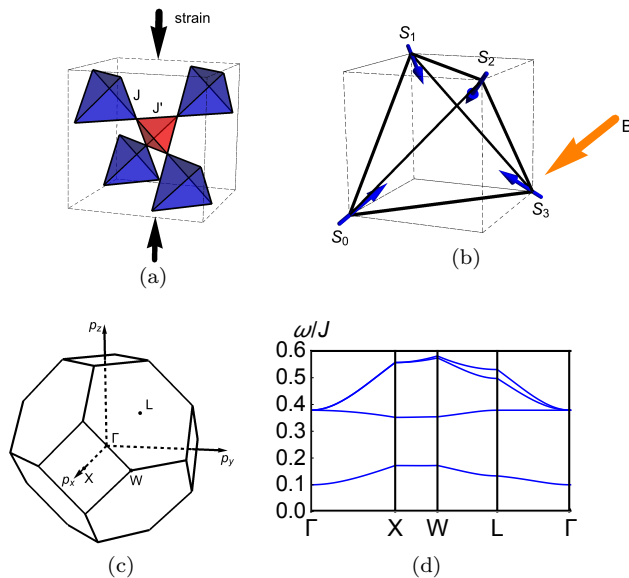 strain
J
J'
(a)
S1
S2
B
S0
S3
(b)
pz
L
Γ
py
px
X
W
(c)
ω/J
0.6
0.5
0.4
0.3
0.2
0.1
0.0
Γ X W L Γ
(d)